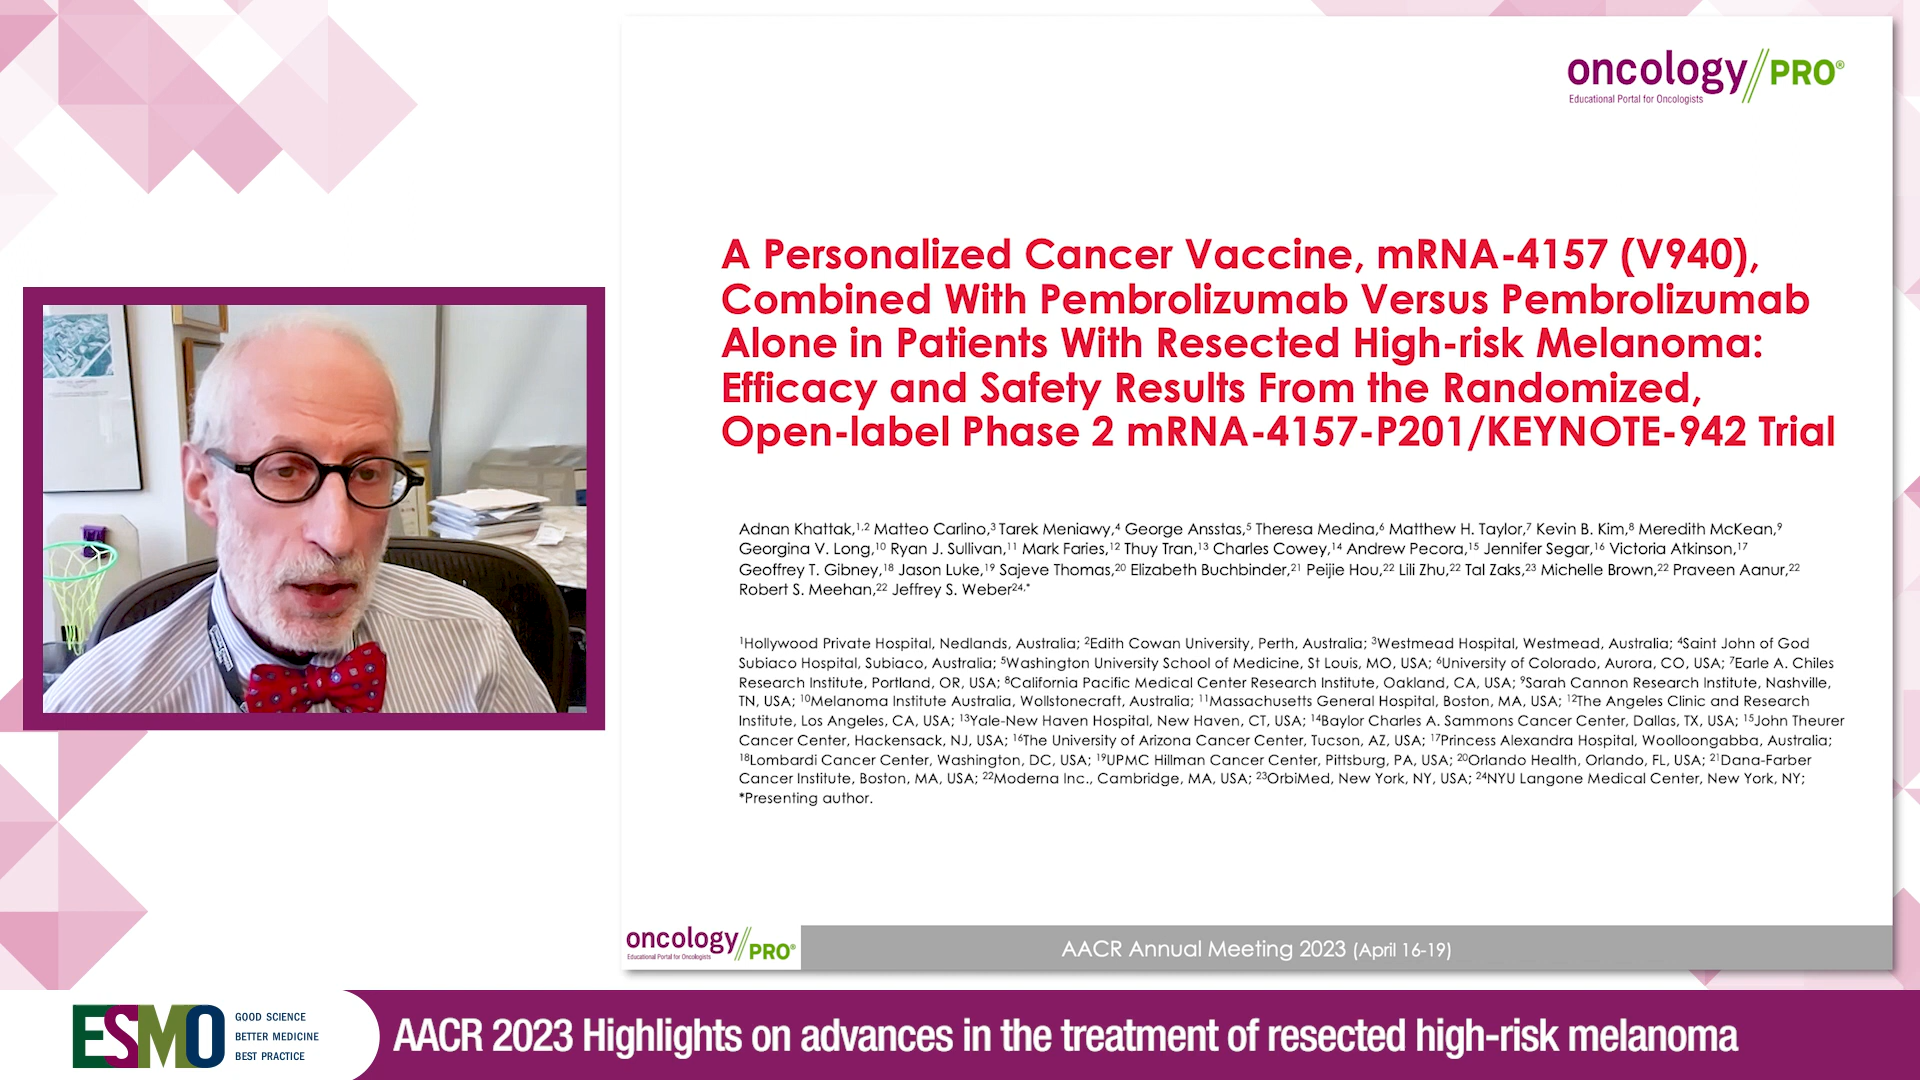 oncology//PRO®
Educational Portal for Oncologists
A Personalized Cancer Vaccine, mRNA-4157 (V940),
Combined With Pembrolizumab Versus Pembrolizumab
Alone in Patients With Resected High-risk Melanoma:
Efficacy and Safety Results From the Randomized,
Open-label Phase 2 mRNA-4157-P201/KEYNOTE-942 Trial
Adnan Khattak,1,2 Matteo Carlino,3 Tarek Meniawy,4 George Ansstas,5 Theresa Medina,6 Matthew H. Taylor,7 Kevin B. Kim,8 Meredith McKean,9
Georgina V. Long,10 Ryan J. Sullivan,11 Mark Faries,12 Thuy Tran,13 Charles Cowey,14 Andrew Pecora,15 Jennifer Segar,16 Victoria Atkinson,17
Geoffrey T. Gibney,18 Jason Luke,19 Sajeve Thomas,20 Elizabeth Buchbinder,21 Peijie Hou,22 Lili Zhu,22 Tal Zaks,23 Michelle Brown,22 Praveen Aanur,22
Robert S. Meehan,22 Jeffrey S. Weber24,*
1Hollywood Private Hospital, Nedlands, Australia; 2Edith Cowan University, Perth, Australia; 3Westmead Hospital, Westmead, Australia; 4Saint John of God
Subiaco Hospital, Subiaco, Australia; 5Washington University School of Medicine, St Louis, MO, USA; 6University of Colorado, Aurora, CO, USA; 7Earle A. Chiles
Research Institute, Portland, OR, USA; 8California Pacific Medical Center Research Institute, Oakland, CA, USA; 9Sarah Cannon Research Institute, Nashville,
TN, USA; 10Melanoma Institute Australia, Wollstonecraft, Australia; 11Massachusetts General Hospital, Boston, MA, USA; 12The Angeles Clinic and Research
Institute, Los Angeles, CA, USA; 13Yale-New Haven Hospital, New Haven, CT, USA; 14Baylor Charles A. Sammons Cancer Center, Dallas, TX, USA; 15John Theurer
Cancer Center, Hackensack, NJ, USA; 16The University of Arizona Cancer Center, Tucson, AZ, USA; 17Princess Alexandra Hospital, Woolloongabba, Australia;
18Lombardi Cancer Center, Washington, DC, USA; 19UPMC Hillman Cancer Center, Pittsburg, PA, USA; 20Orlando Health, Orlando, FL, USA; 21Dana-Farber
Cancer Institute, Boston, MA, USA; 22Moderna Inc., Cambridge, MA, USA; 23OrbiMed, New York, NY, USA; 24NYU Langone Medical Center, New York, NY;
*Presenting author.
oncology//PRO®
Educational Portal for Oncologists
AACR Annual Meeting 2023 (April 16-19)
ESMO
GOOD SCIENCE
BETTER MEDICINE
BEST PRACTICE
AACR 2023 Highlights on advances in the treatment of resected high-risk melanoma